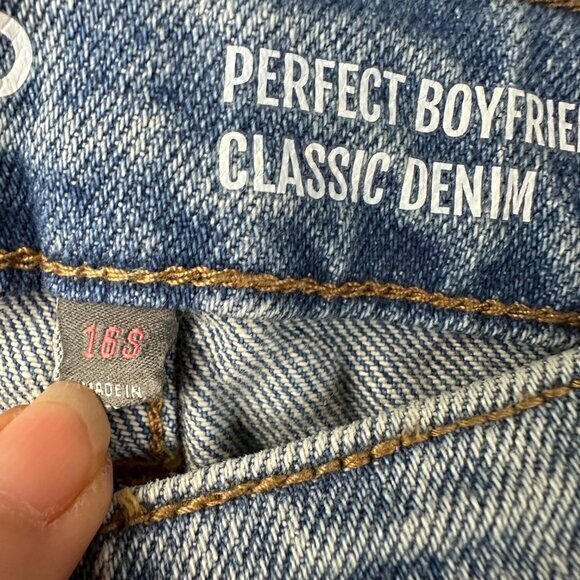 PERFECT BOYFRIE
CLASSIC DENIM
16S
MADE IN